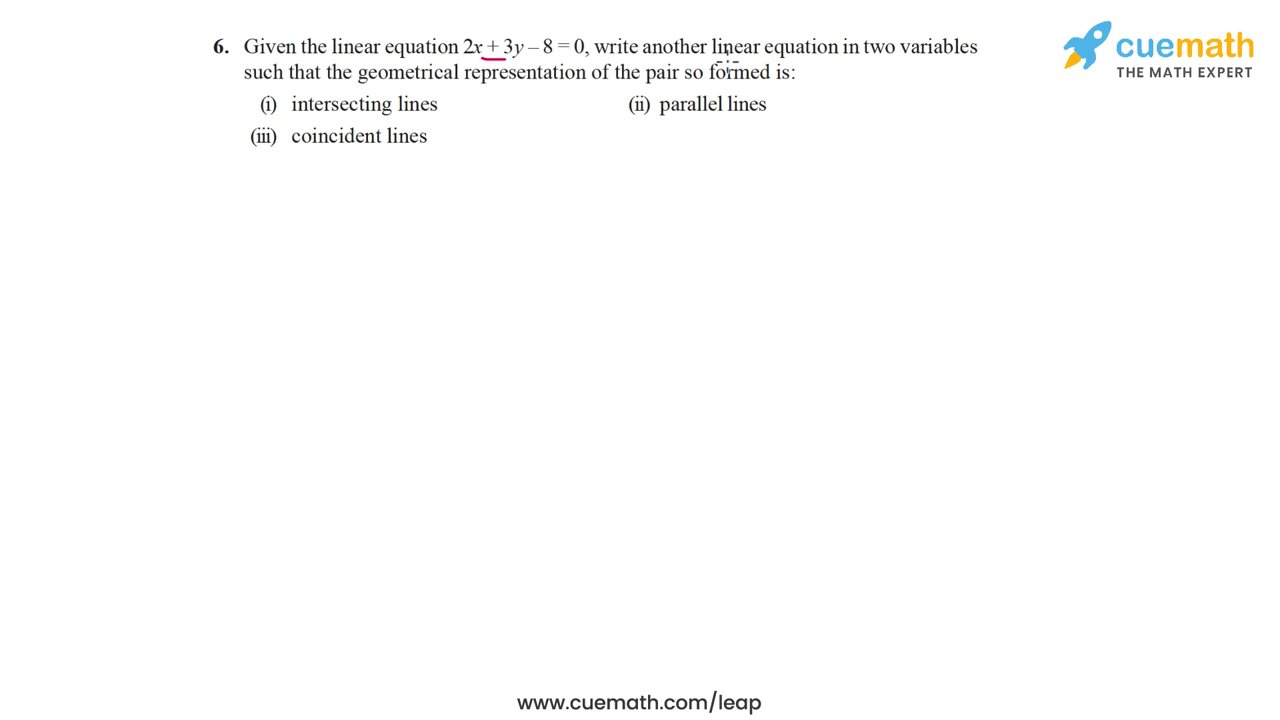 6. Given the linear equation 2x + 3y – 8 = 0, write another linear equation in two variables
such that the geometrical representation of the pair so formed is:
(i) intersecting lines (ii) parallel lines
(iii) coincident lines
cuemath
THE MATH EXPERT
www.cuemath.com/leap